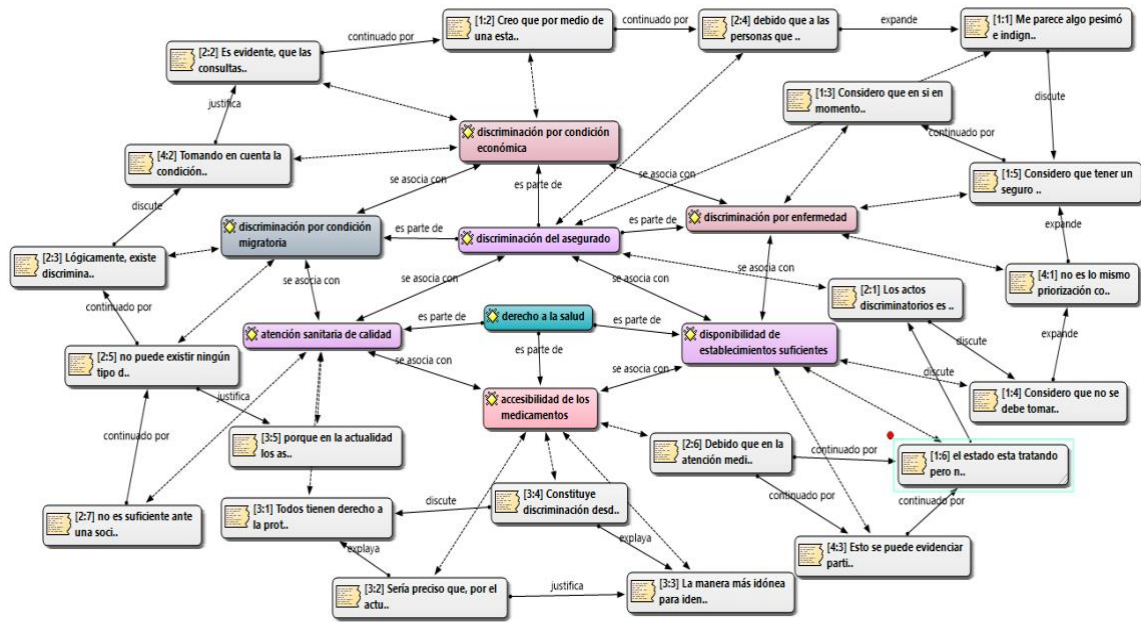 [1:2] Creo que por medio de
una esta..
continuado por
[2:4] debido que a las
personas que ..
expande
[1:1] Me parece algo pesimó
e indign..
continuado por
[2:2] Es evidente, que las
consultas..
justifica
[1:3] Considero que en si en
momento..
discute
continuado por
discriminación por condición
económica
[4:2] Tomando en cuenta la
condición..
se asocia con
es parte de
se asocia con
[1:5] Considero que tener un
seguro ..
discute
discriminación por condición
migratoria
es parte de
discriminación del asegurado
es parte de
discriminación por enfermedad
expande
[2:3] Lógicamente, existe
discrimina..
se asocia con
se asocia con
se asocia con
se asocia con
[2:1] Los actos
discriminatorios es ..
[4:1] no es lo mismo
priorización co..
continuado por
atención sanitaria de calidad
es parte de
derecho a la salud
es parte de
disponibilidad de
establecimientos suficientes
discute
expande
es parte de
[2:5] no puede existir ningún
tipo d..
se asocia con
se asocia con
discute
justifica
accesibilidad de los
medicamentos
[1:4] Considero que no se
debe tomar..
continuado por
[3:5] porque en la actualidad
los as..
[2:6] Debido que en la
atención medi..
continuado por
[1:6] el estado esta tratando
pero n..
[2:7] no es suficiente ante
una soci..
[3:1] Todos tienen derecho a
la prot..
discute
[3:4] Constituye
discriminación desd..
continuado por
continuado por
explaya
explaya
[4:3] Esto se puede evidenciar
parti..
[3:2] Sería preciso que, por el
actu..
justifica
[3:3] La manera más idónea
para iden..